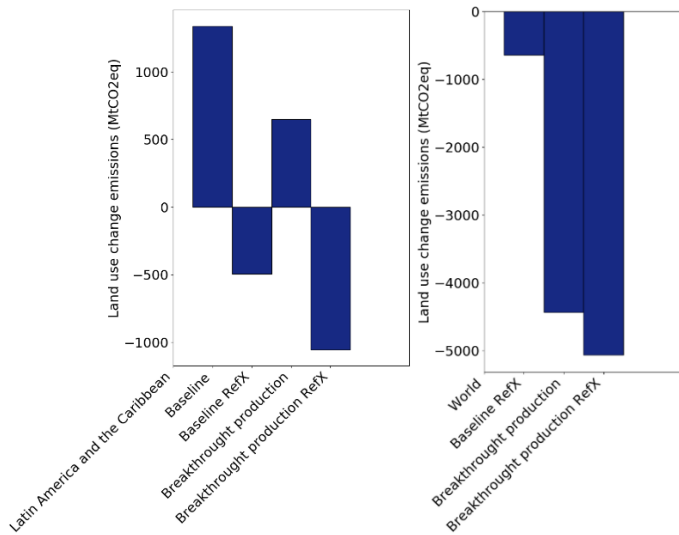 Land use change emissions (MtCO2eq)
1000
500
0
−500
−1000
Latin America and the Caribbean
Baseline
Baseline RefX
Breakthrought production
Breakthrought production RefX
Land use change emissions (MtCO2eq)
0
−1000
−2000
−3000
−4000
−5000
World
Baseline RefX
Breakthrought production
Breakthrought production RefX